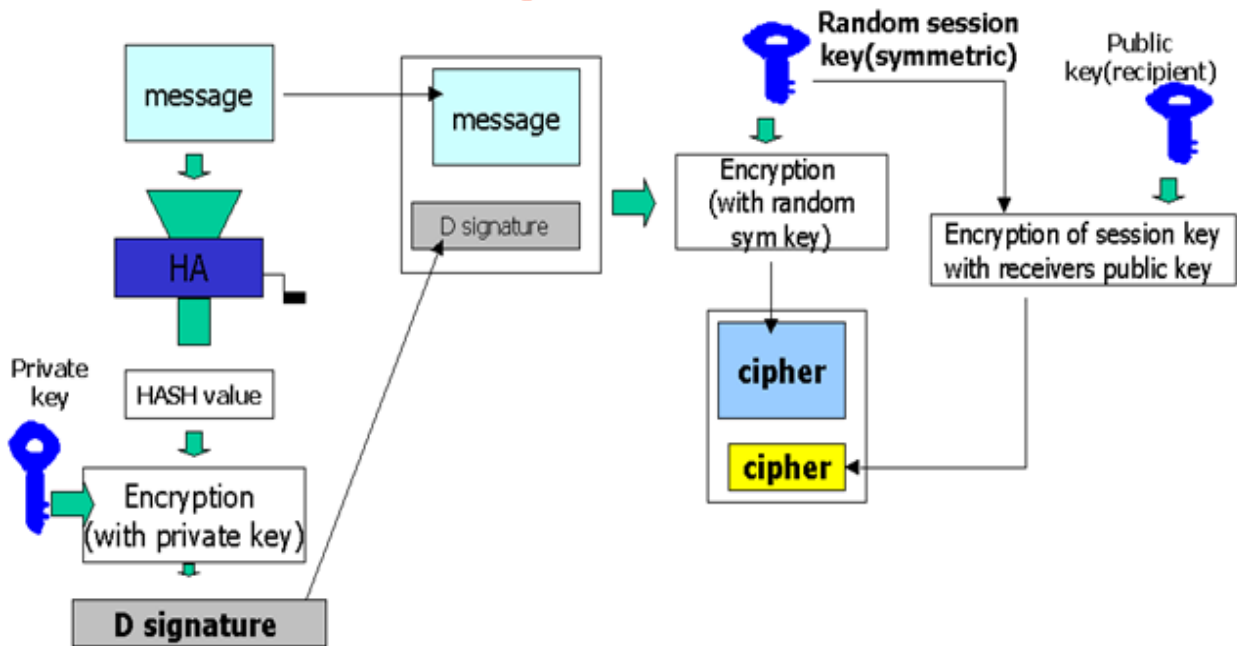 message
HA
Private
key
HASH value
Encryption
(with private key)
D signature
message
D signature
Random session
key(symmetric)
Public
key(recipient)
Encryption
(with random
sym key)
Encryption of session key
with receivers public key
cipher
cipher